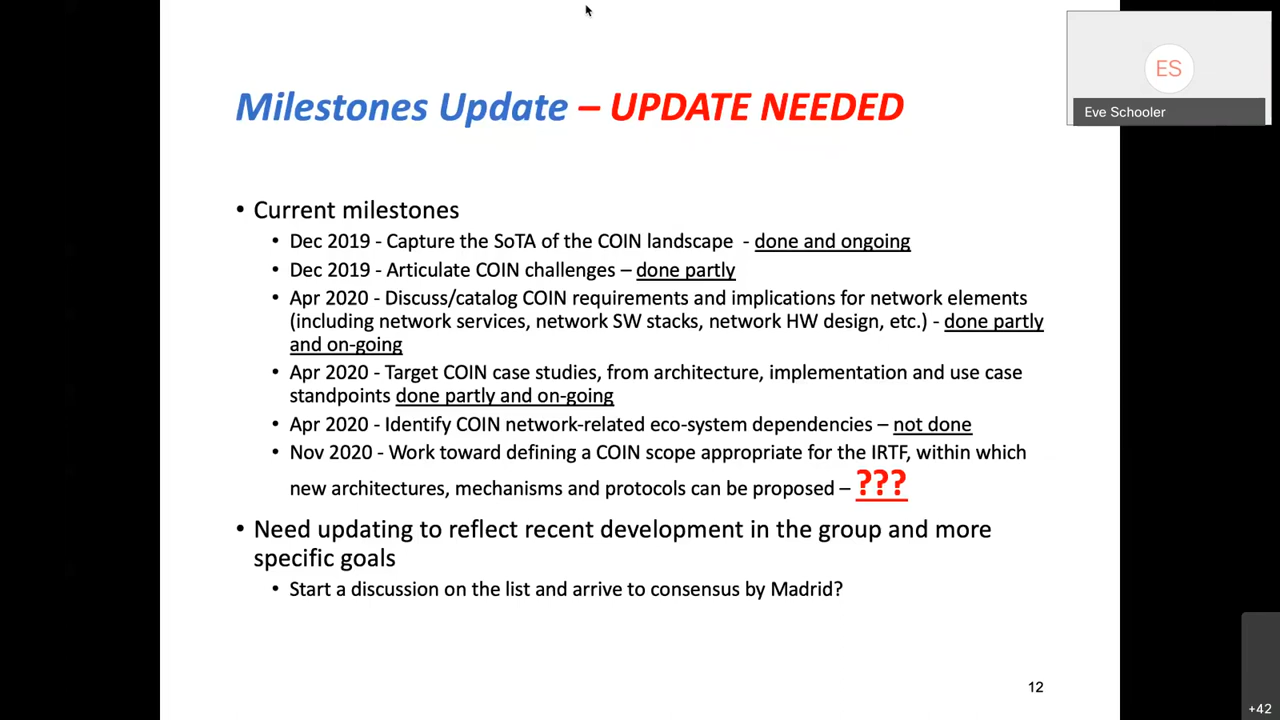 Milestones Update – UPDATE NEEDED
ES
Eve Schooler
• Current milestones
• Dec 2019 - Capture the SoTA of the COIN landscape - done and ongoing
• Dec 2019 - Articulate COIN challenges – done partly
• Apr 2020 - Discuss/catalog COIN requirements and implications for network elements
(including network services, network SW stacks, network HW design, etc.) - done partly
and on-going
• Apr 2020 - Target COIN case studies, from architecture, implementation and use case
standpoints done partly and on-going
• Apr 2020 - Identify COIN network-related eco-system dependencies – not done
• Nov 2020 - Work toward defining a COIN scope appropriate for the IRTF, within which
new architectures, mechanisms and protocols can be proposed – ???
• Need updating to reflect recent development in the group and more
specific goals
• Start a discussion on the list and arrive to consensus by Madrid?
12
+42